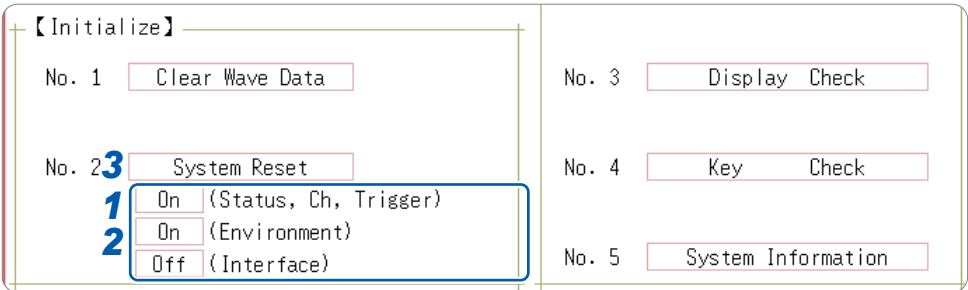 【Initialize】
No. 1 Clear Wave Data
No. 2 3 System Reset
1 On (Status, Ch, Trigger)
2 On (Environment)
Off (Interface)
No. 3 Display Check
No. 4 Key Check
No. 5 System Information